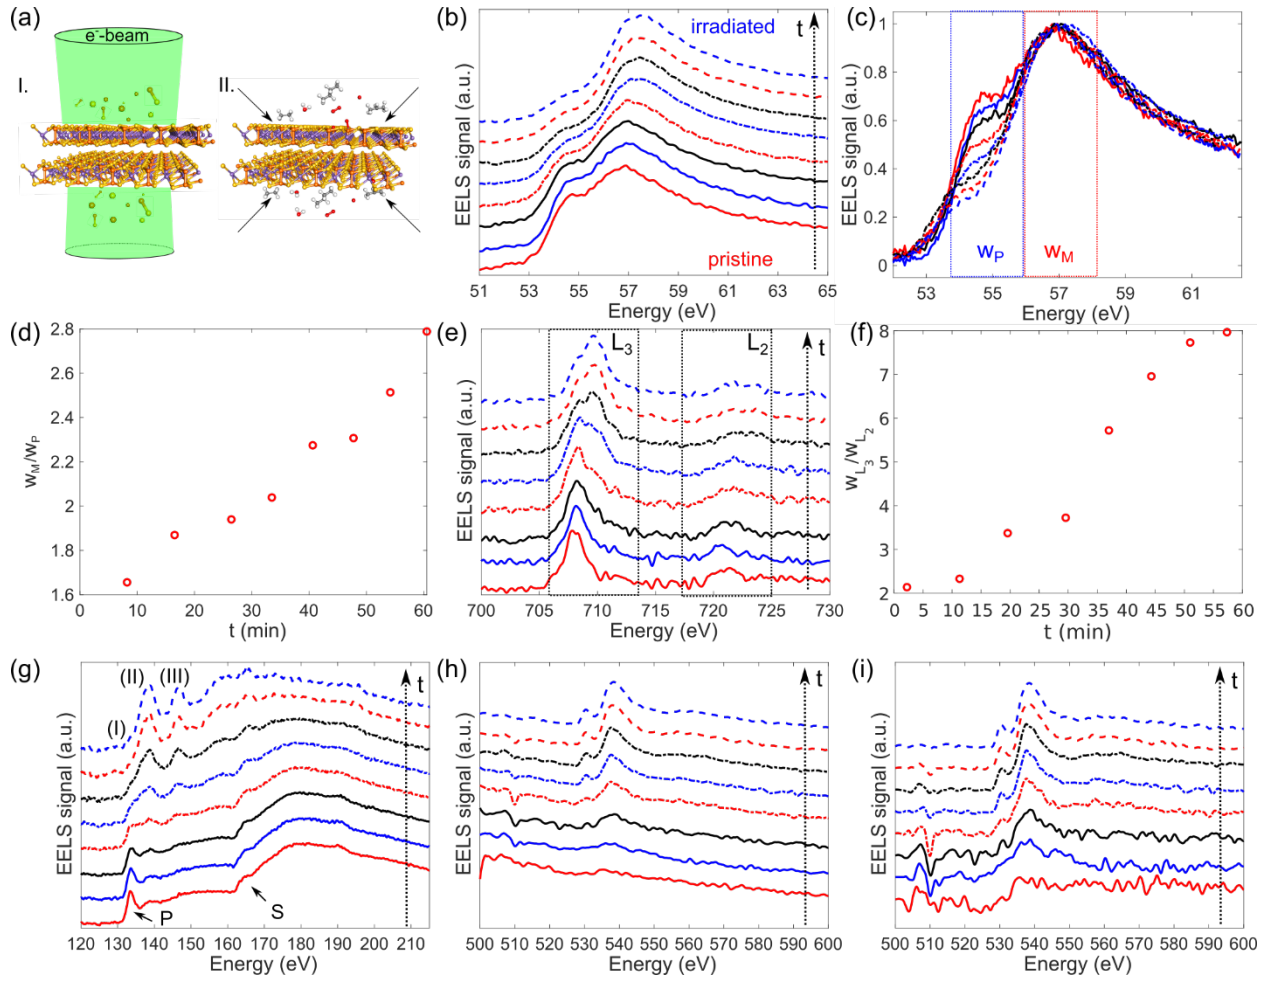 (a)
e⁻-beam
I.
II.
(b)
EELS signal (a.u.)
irradiated
t
pristine
51 53 55 57 59 61 63 65
Energy (eV)
(c)
EELS signal (a.u.)
1
0.8
0.6
0.4
0.2
0
w_P
w_M
53 55 57 59 61
Energy (eV)
(d)
w_M/w_P
2.8
2.6
2.4
2.2
2
1.8
1.6
0 10 20 30 40 50 60
t (min)
(e)
EELS signal (a.u.)
L₃
L₂
t
700 705 710 715 720 725 730
Energy (eV)
(f)
w_L₃/w_L₂
8
7
6
5
4
3
2
0 5 10 15 20 25 30 35 40 45 50 55 60
t (min)
(g)
EELS signal (a.u.)
(I)
(II)
(III)
t
P
S
120 130 140 150 160 170 180 190 200 210
Energy (eV)
(h)
EELS signal (a.u.)
t
500 510 520 530 540 550 560 570 580 590 600
Energy (eV)
(i)
EELS signal (a.u.)
t
500 510 520 530 540 550 560 570 580 590 600
Energy (eV)